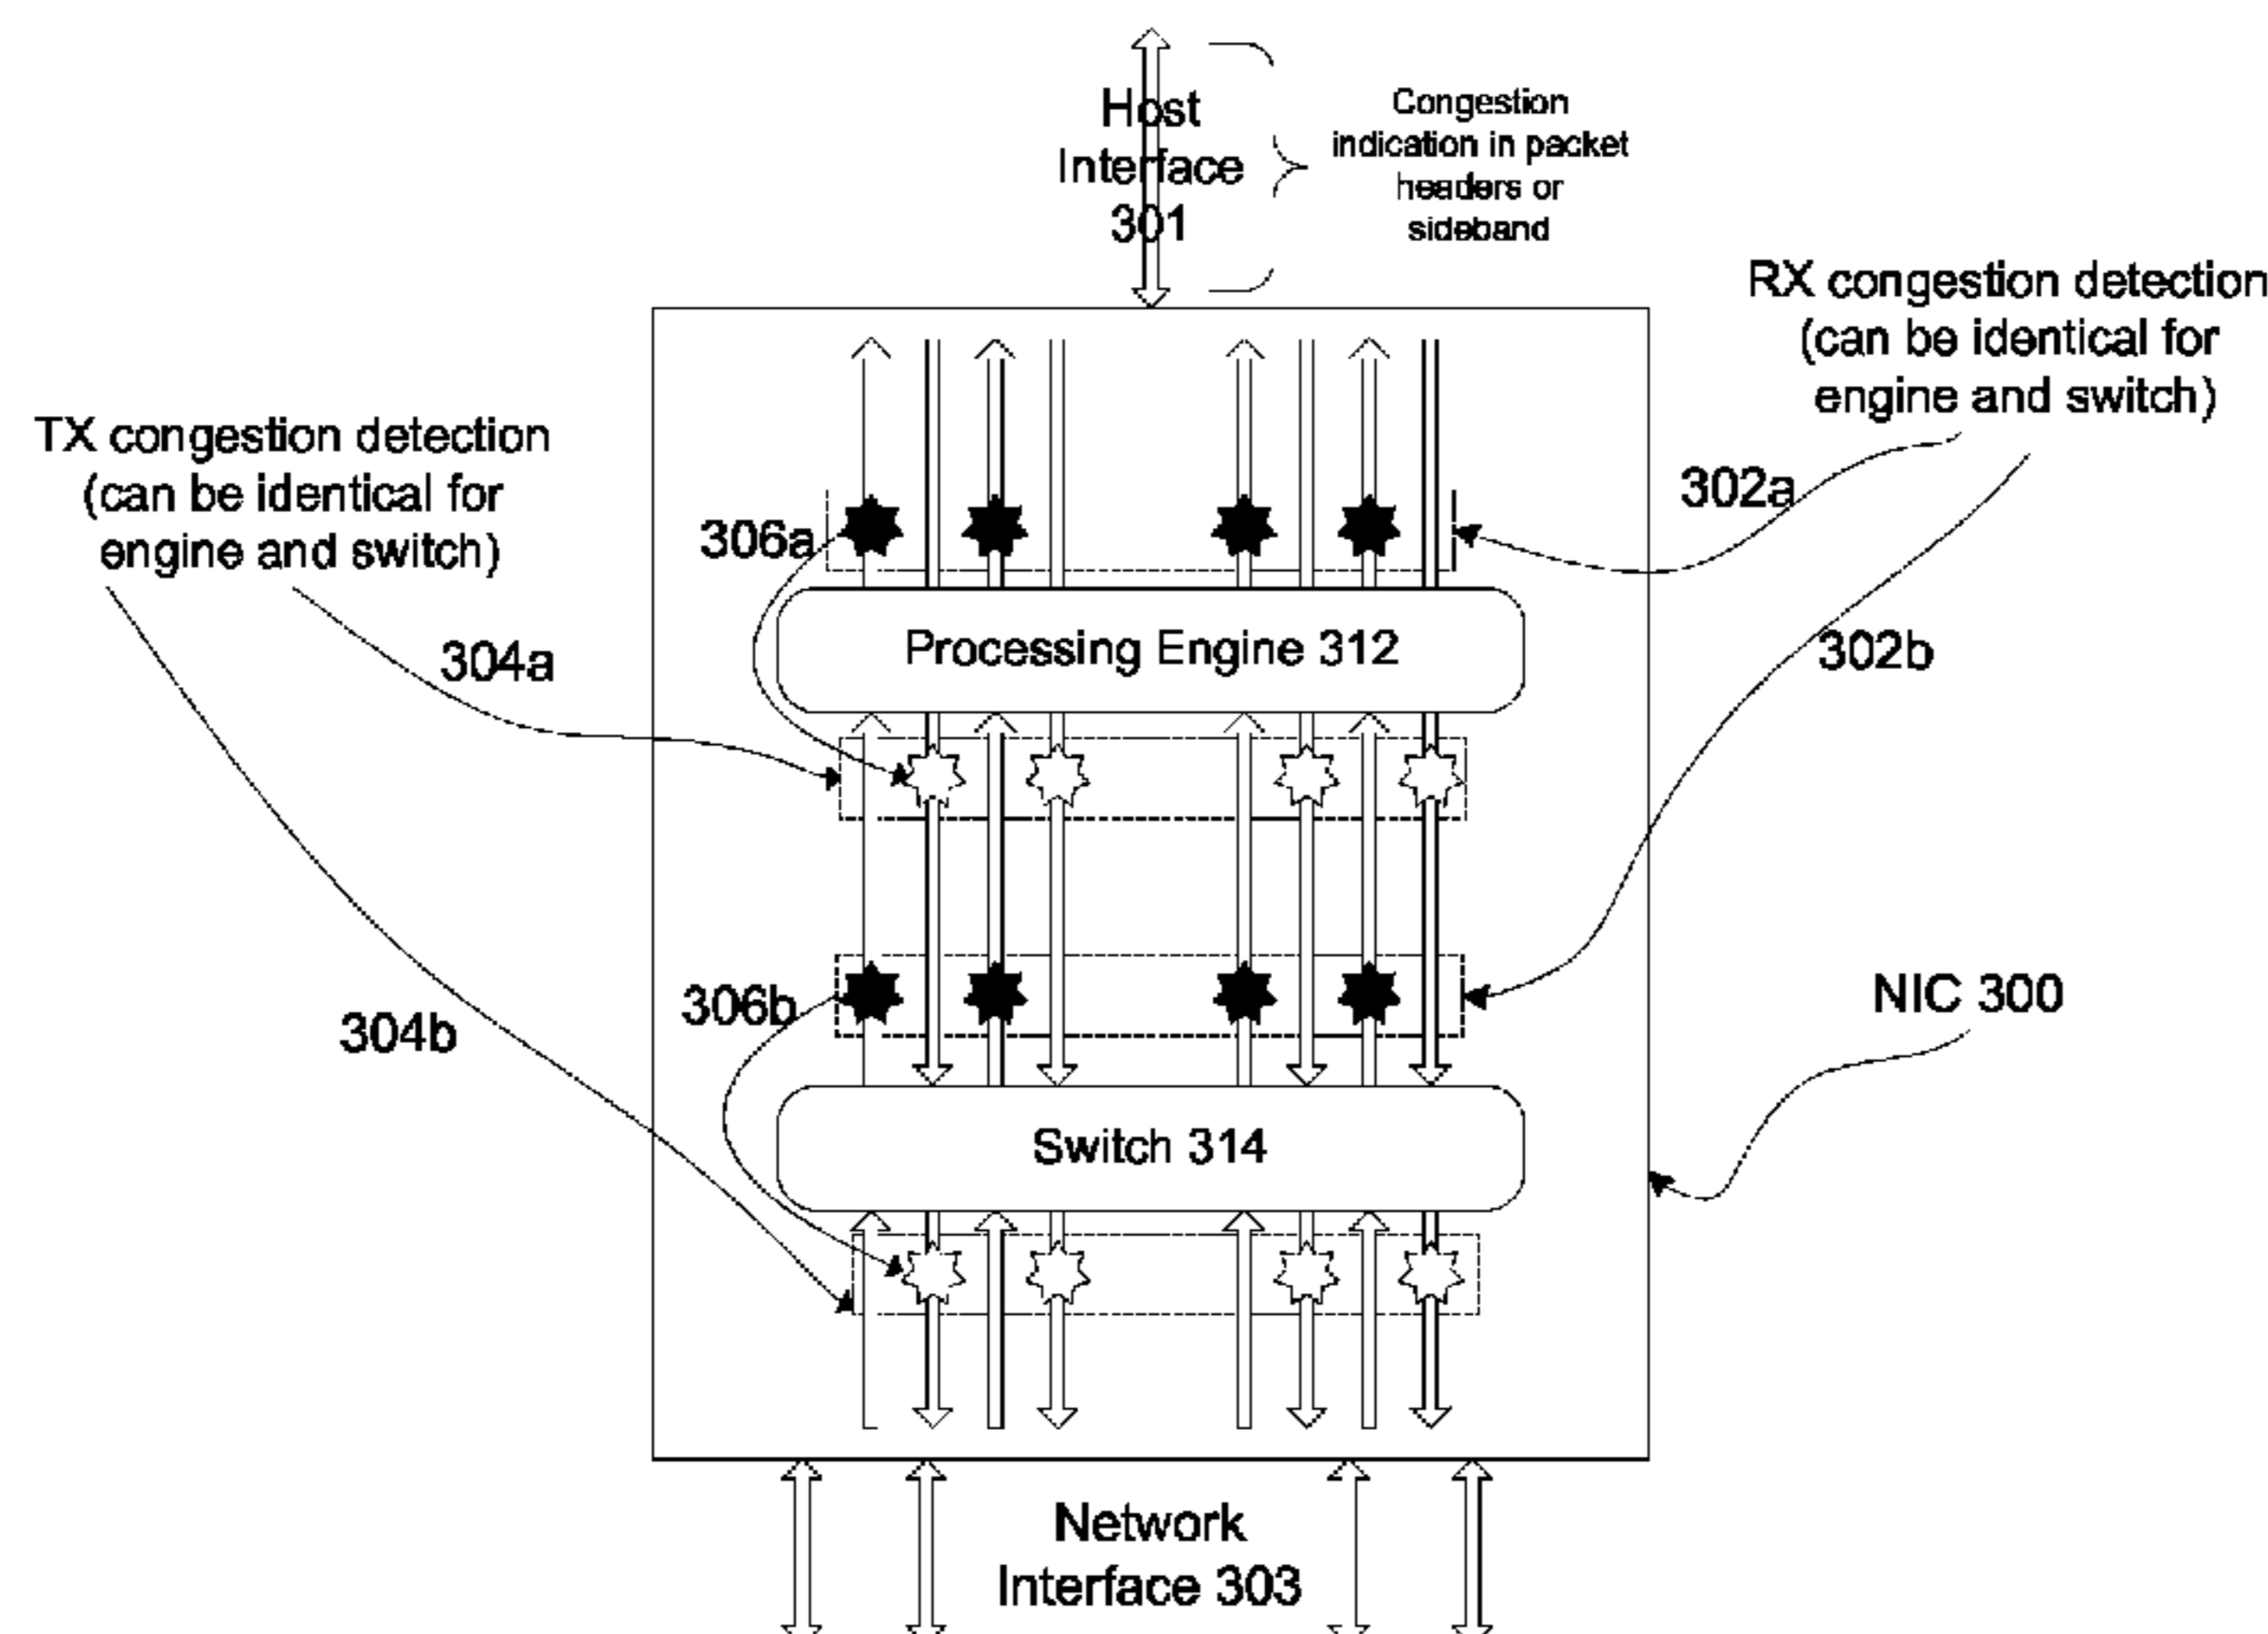 Host
Interface
301
Congestion
indication in packet
headers or
sideband
RX congestion detection
(can be identical for
engine and switch)
TX congestion detection
(can be identical for
engine and switch)
302a
306a
Processing Engine 312
304a
302b
306b
304b
NIC 300
Switch 314
Network
Interface 303